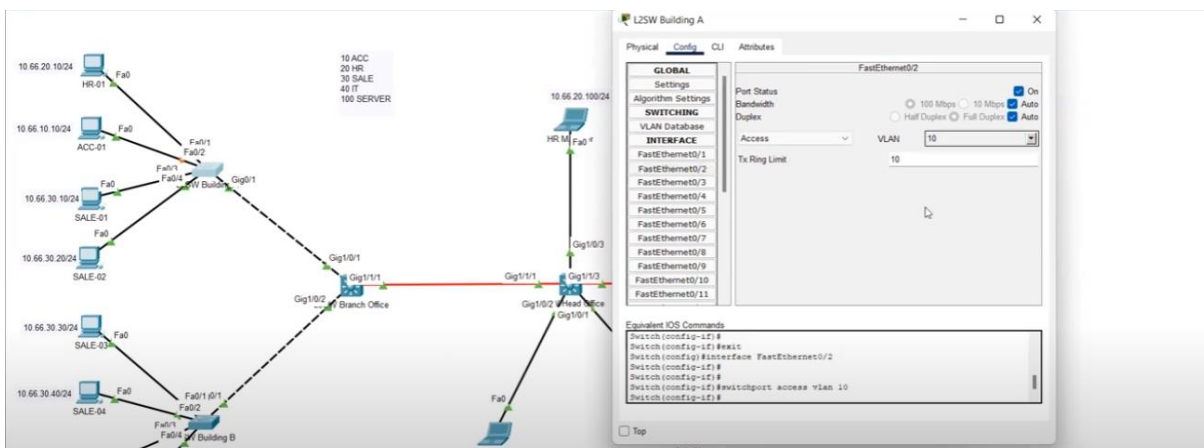 10.66.20.10/24
Fa0
HR-01
10.66.10.10/24
Fa0
ACC-01
Fa0/1
Fa0/2
Fa0/3
Fa0/4
SW Building
Gig0/1
10.66.30.10/24
Fa0
SALE-01
Fa0
10.66.30.20/24
SALE-02
10 ACC
20 HR
30 SALE
40 IT
100 SERVER
10.66.20.100/24
Fa0
Gig1/0/3
Gig1/0/1
Gig1/1/1
Gig1/0/2
Branch Office
Gig1/1/1
Gig1/1/3
Gig1/0/2
Head Office
Gig1/0/1
Fa0
10.66.30.30/24
Fa0
SALE-03
10.66.30.40/24
Fa0
SALE-04
Fa0/1
Fa0/2
Fa0/3
Fa0/4
Building B
L2SW Building A
Physical Config CLI Attributes
GLOBAL
Settings
Algorithm Settings
SWITCHING
VLAN Database
INTERFACE
FastEthernet0/1
FastEthernet0/2
FastEthernet0/3
FastEthernet0/4
FastEthernet0/5
FastEthernet0/6
FastEthernet0/7
FastEthernet0/8
FastEthernet0/9
FastEthernet0/10
FastEthernet0/11
FastEthernet0/2
Port Status On
Bandwidth 100 Mbps 10 Mbps Auto
Duplex Half Duplex Full Duplex Auto
Access VLAN 10
Tx Ring Limit 10
Equivalent IOS Commands
Switch(config-if)#
Switch(config-if)#exit
Switch(config)#interface FastEthernet0/2
Switch(config-if)#
Switch(config-if)#
Switch(config-if)#switchport access vlan 10
Switch(config-if)#
Top